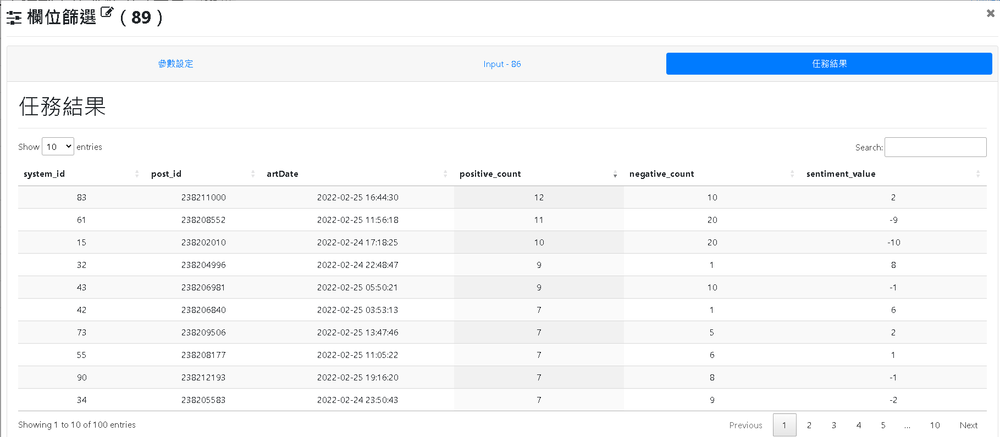 欄位篩選 ( 89 )
參數設定 Input - 86 任務結果
任務結果
Show 10 entries Search:
system_id post_id artDate positive_count negative_count sentiment_value
83 238211000 2022-02-25 16:44:30 12 10 2
61 238208552 2022-02-25 11:56:18 11 20 -9
15 238202010 2022-02-24 17:18:25 10 20 -10
32 238204996 2022-02-24 22:48:47 9 1 8
43 238206981 2022-02-25 05:50:21 9 10 -1
42 238206840 2022-02-25 03:53:13 7 1 6
73 238209506 2022-02-25 13:47:46 7 5 2
55 238208177 2022-02-25 11:05:22 7 6 1
90 238212193 2022-02-25 19:16:20 7 8 -1
34 238205583 2022-02-24 23:50:43 7 9 -2
Showing 1 to 10 of 100 entries Previous 1 2 3 4 5 ... 10 Next